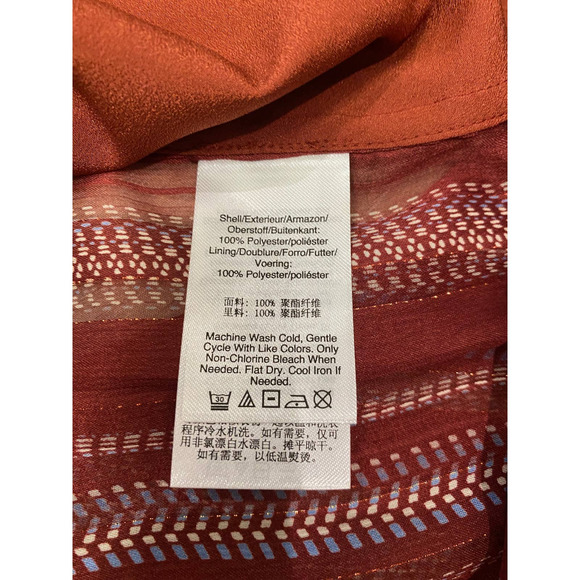 Shell/Exterieur/Armazon/
Oberstoff/Buitenkant:
100% Polyester/poliéster
Lining/Doublure/Forro/Futter/
Voering:
100% Polyester/poliéster
面料: 100% 聚酯纤维
里料: 100% 聚酯纤维
Machine Wash Cold, Gentle
Cycle With Like Colors. Only
Non-Chlorine Bleach When
Needed. Flat Dry. Cool Iron If
Needed.
30
程序冷水机洗。如有需要，仅可
用非氯漂白水漂白。摊平晾干。
如有需要，以低温熨烫。